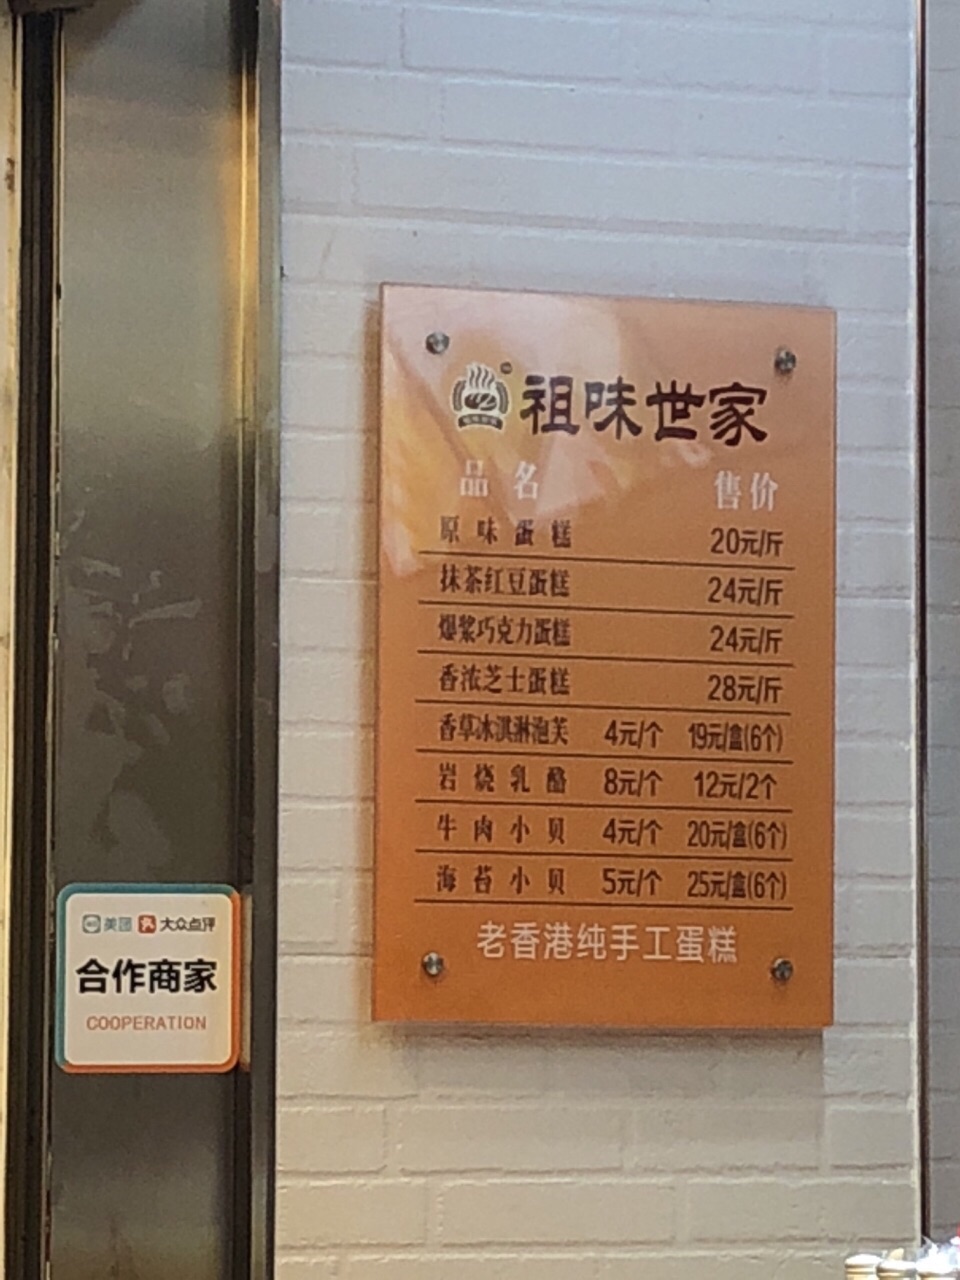 祖味世家
品名 售价
原味蛋糕 20元/斤
抹茶红豆蛋糕 24元/斤
爆浆巧克力蛋糕 24元/斤
香浓芝士蛋糕 28元/斤
香草冰淇淋泡芙 4元/个 19元/盒(6个)
岩烧乳酪 8元/个 12元/2个
牛肉小贝 4元/个 20元/盒(6个)
海苔小贝 5元/个 25元/盒(6个)
老香港纯手工蛋糕
美团 大众点评
合作商家
COOPERATION